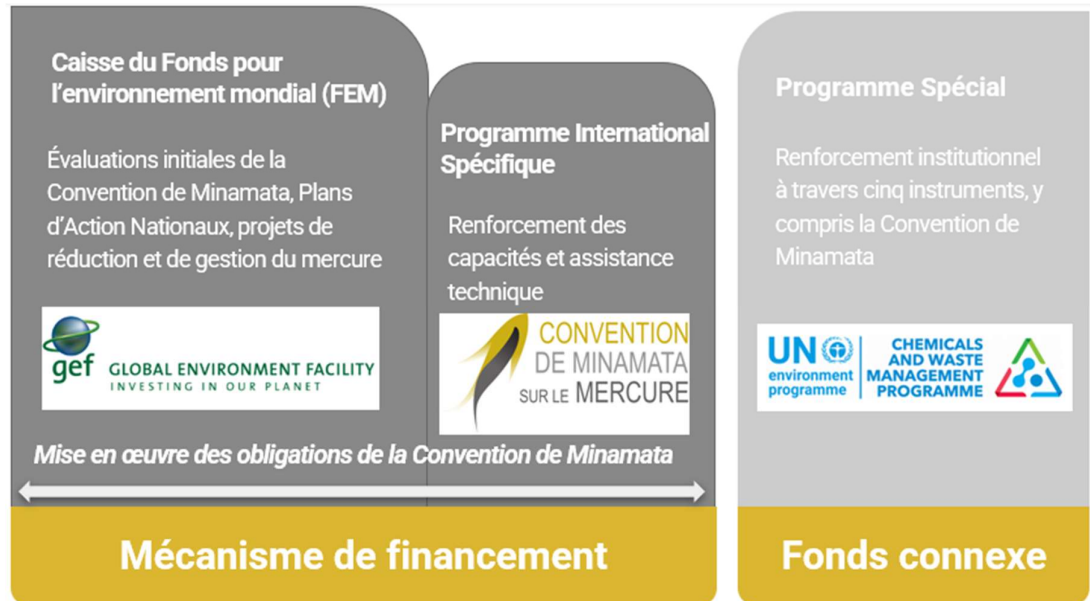 Caisse du Fonds pour
l'environnement mondial (FEM)
Évaluations initiales de la
Convention de Minamata, Plans
d'Action Nationaux, projets de
réduction et de gestion du mercure
gef GLOBAL ENVIRONMENT FACILITY
INVESTING IN OUR PLANET
Programme International
Spécifique
Renforcement des
capacités et assistance
technique
CONVENTION
DE MINAMATA
SUR LE MERCURE
Mise en œuvre des obligations de la Convention de Minamata
Mécanisme de financement
Programme Spécial
Renforcement institutionnel
à travers cinq instruments, y
compris la Convention de
Minamata
UN
environment
programme
CHEMICALS
AND WASTE
MANAGEMENT
PROGRAMME
Fonds connexe